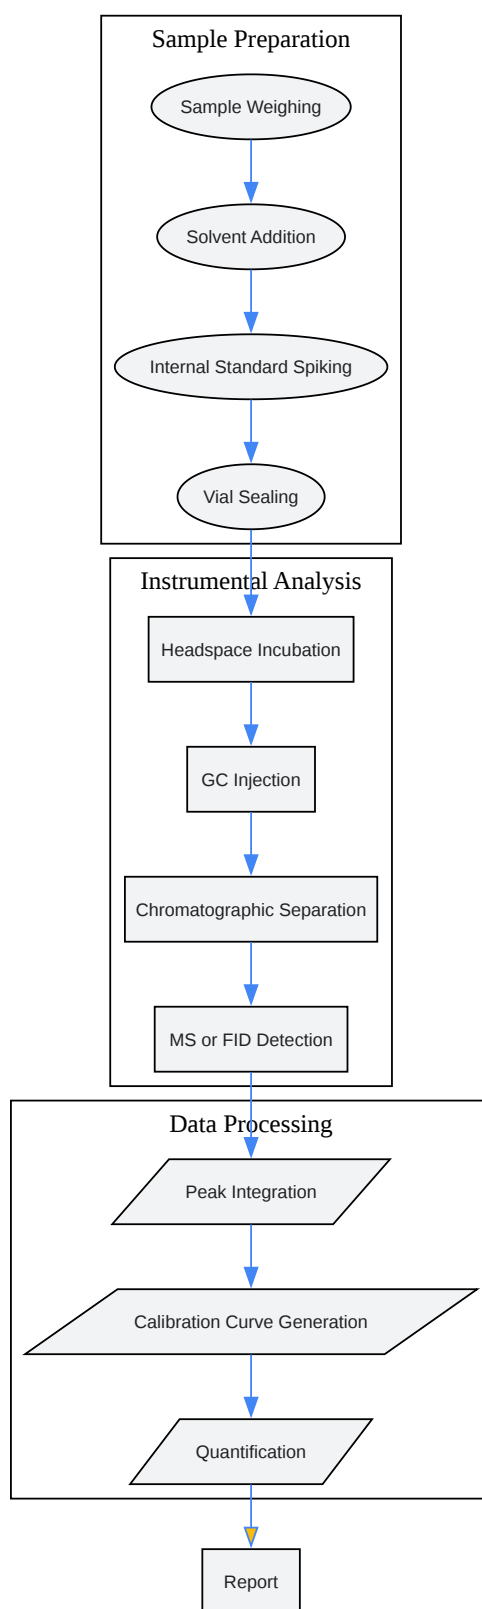 Sample Preparation
Sample Weighing
Solvent Addition
Internal Standard Spiking
Vial Sealing
Instrumental Analysis
Headspace Incubation
GC Injection
Chromatographic Separation
MS or FID Detection
Data Processing
Peak Integration
Calibration Curve Generation
Quantification
Report